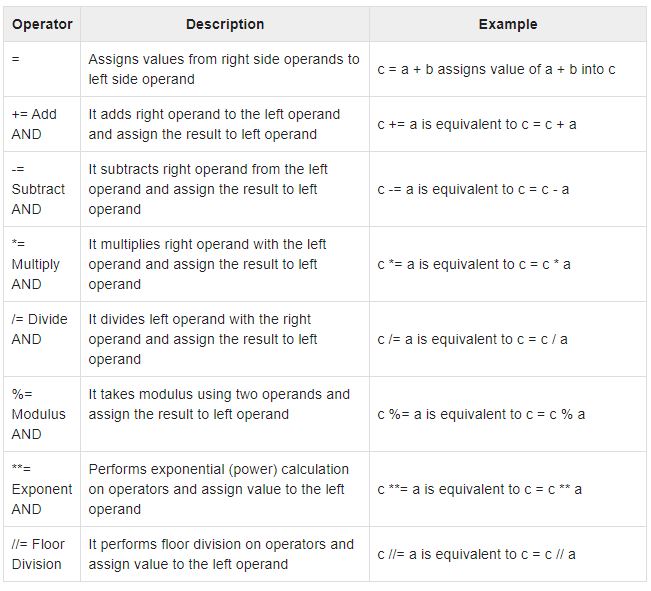 Operator Description Example
= Assigns values from right side operands to
left side operand
c = a + b assigns value of a + b into c
+= Add
AND
It adds right operand to the left operand
and assign the result to left operand
c += a is equivalent to c = c + a
-=
Subtract
AND
It subtracts right operand from the left
operand and assign the result to left
operand
c -= a is equivalent to c = c - a
*=
Multiply
AND
It multiplies right operand with the left
operand and assign the result to left
operand
c *= a is equivalent to c = c * a
/= Divide
AND
It divides left operand with the right
operand and assign the result to left
operand
c /= a is equivalent to c = c / a
%=
Modulus
AND
It takes modulus using two operands and
assign the result to left operand
c %= a is equivalent to c = c % a
**=
Exponent
AND
Performs exponential (power) calculation
on operators and assign value to the left
operand
c **= a is equivalent to c = c ** a
//= Floor
Division
It performs floor division on operators and
assign value to the left operand
c //= a is equivalent to c = c // a